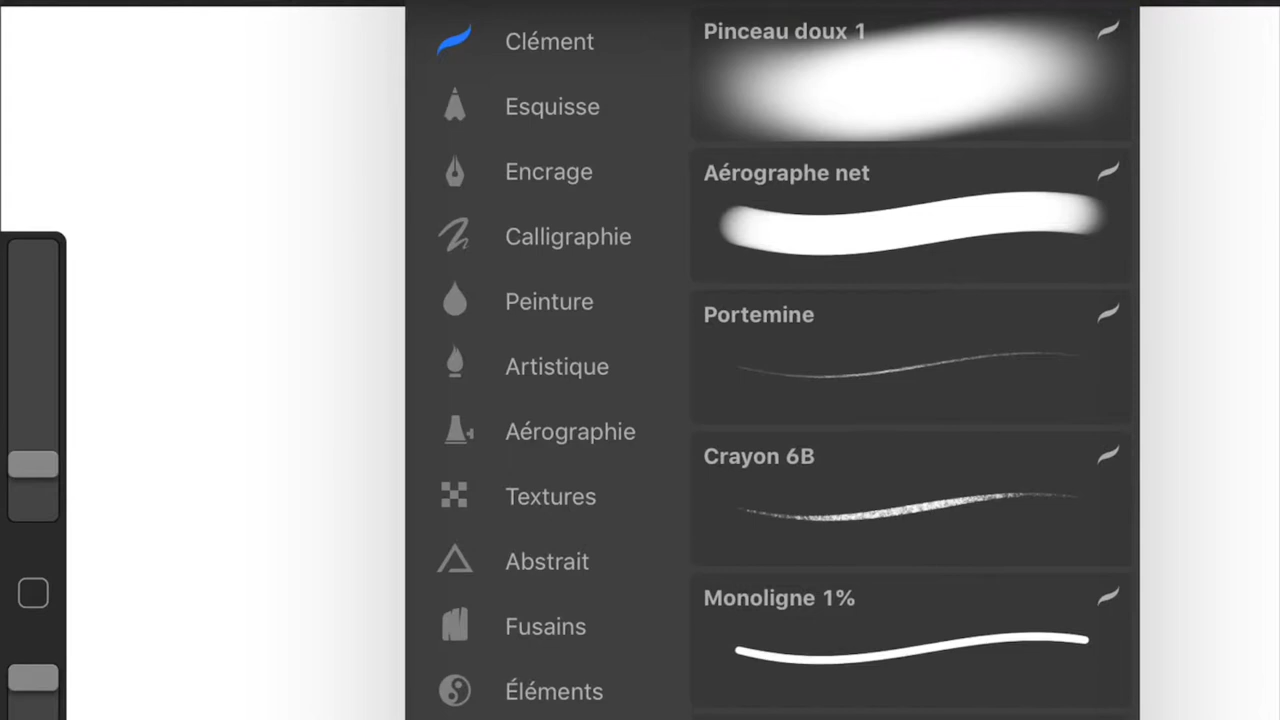 Clément
Esquisse
Encrage
Calligraphie
Peinture
Artistique
Aérographie
Textures
Abstrait
Fusains
Éléments
Pinceau doux 1
Aérographe net
Portemine
Crayon 6B
Monoligne 1%